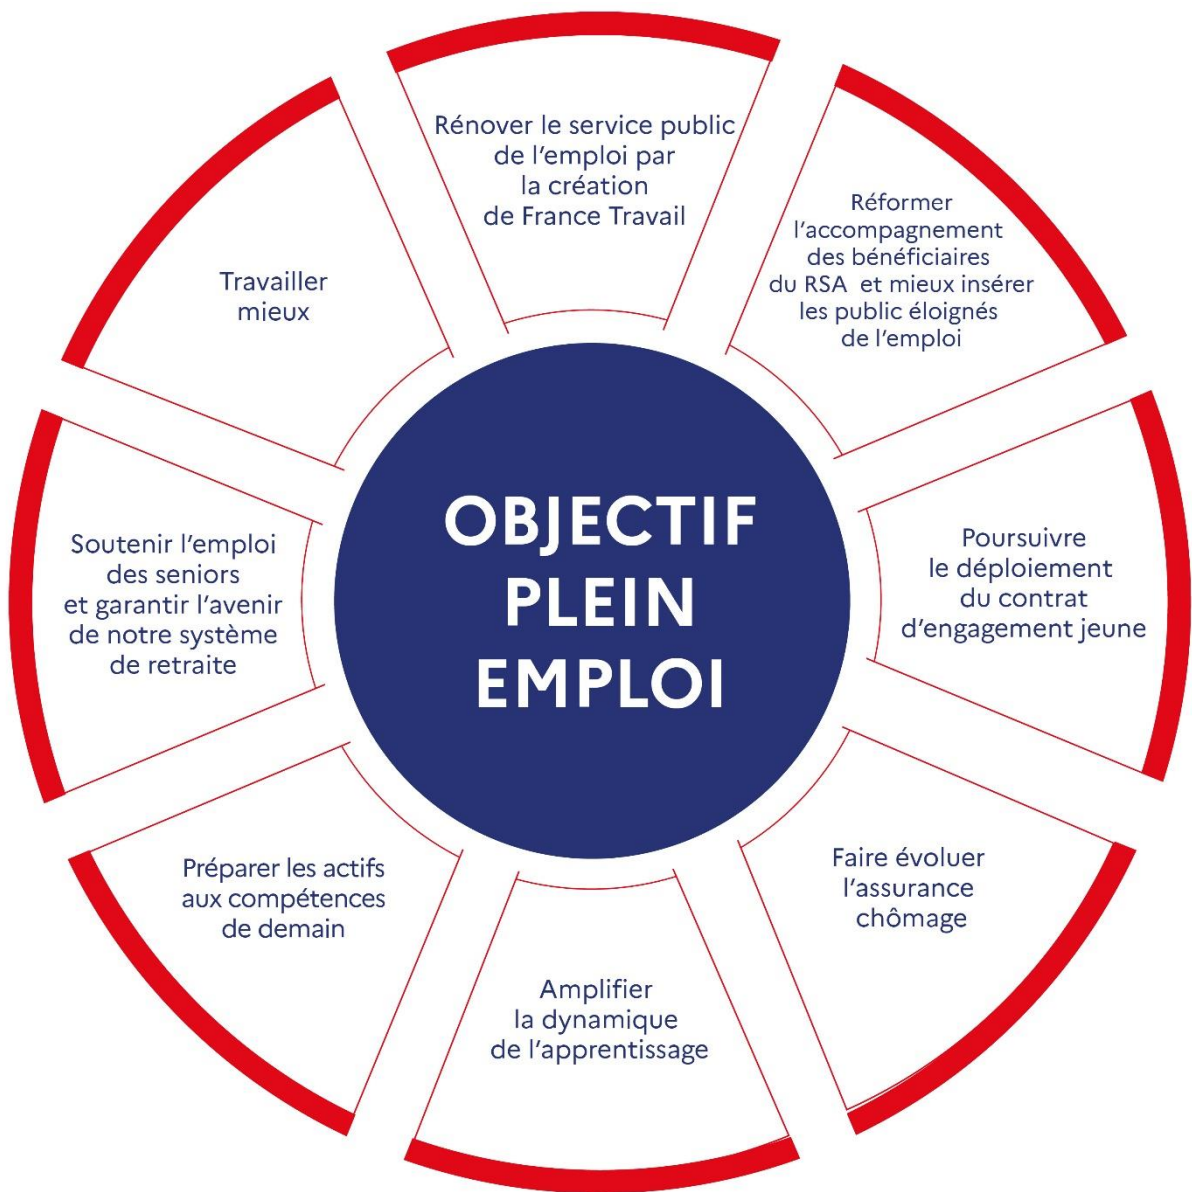 Rénover le service public
de l'emploi par
la création
de France Travail
Réformer
l'accompagnement
des bénéficiaires
du RSA et mieux insérer
les public éloignés
de l'emploi
Poursuivre
le déploiement
du contrat
d'engagement jeune
Faire évoluer
l'assurance
chômage
Amplifier
la dynamique
de l'apprentissage
Préparer les actifs
aux compétences
de demain
Soutenir l'emploi
des seniors
et garantir l'avenir
de notre système
de retraite
Travailler
mieux
OBJECTIF
PLEIN
EMPLOI